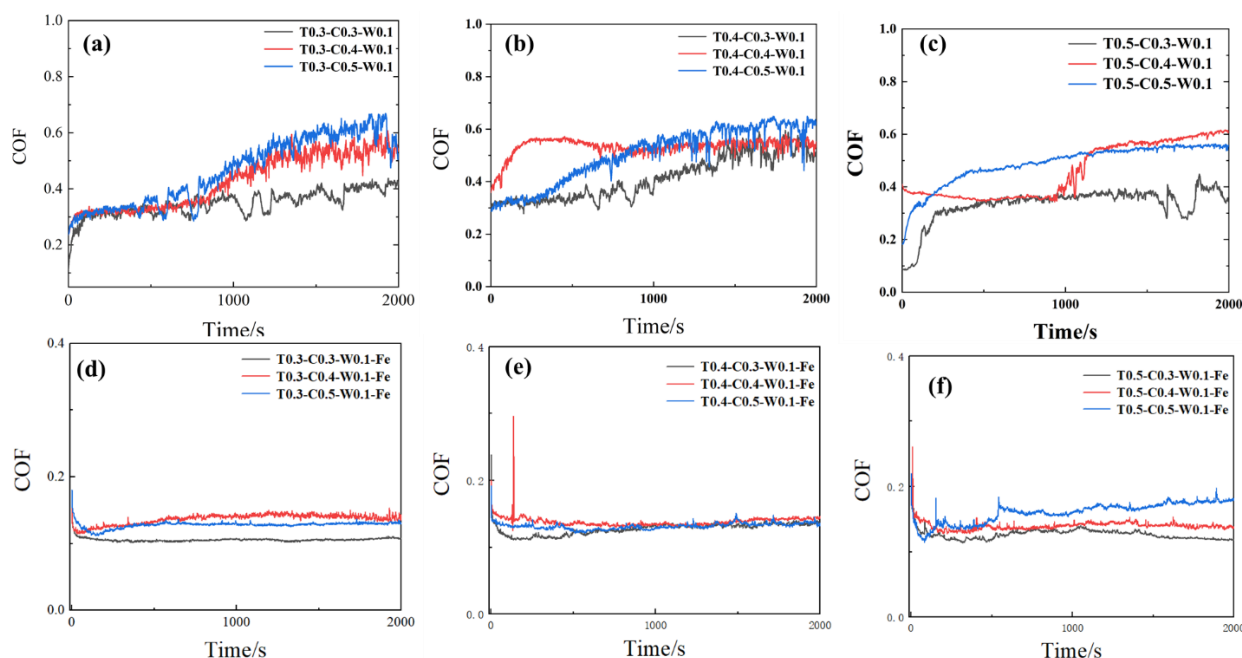 (a)
T0.3-C0.3-W0.1
T0.3-C0.4-W0.1
T0.3-C0.5-W0.1
COF
1.0
0.8
0.6
0.4
0.2
0
1000
2000
Time/s
(b)
T0.4-C0.3-W0.1
T0.4-C0.4-W0.1
T0.4-C0.5-W0.1
COF
1.0
0.8
0.6
0.4
0.2
0.0
0
1000
2000
Time/s
(c)
T0.5-C0.3-W0.1
T0.5-C0.4-W0.1
T0.5-C0.5-W0.1
COF
1.0
0.8
0.6
0.4
0.2
0.0
0
1000
2000
Time/s
(d)
T0.3-C0.3-W0.1-Fe
T0.3-C0.4-W0.1-Fe
T0.3-C0.5-W0.1-Fe
COF
0.4
0.2
0.0
0
1000
2000
Time/s
(e)
T0.4-C0.3-W0.1-Fe
T0.4-C0.4-W0.1-Fe
T0.4-C0.5-W0.1-Fe
COF
0.4
0.2
0.0
0
1000
2000
Time/s
(f)
T0.5-C0.3-W0.1-Fe
T0.5-C0.4-W0.1-Fe
T0.5-C0.5-W0.1-Fe
COF
0.4
0.2
0.0
0
1000
2000
Time/s